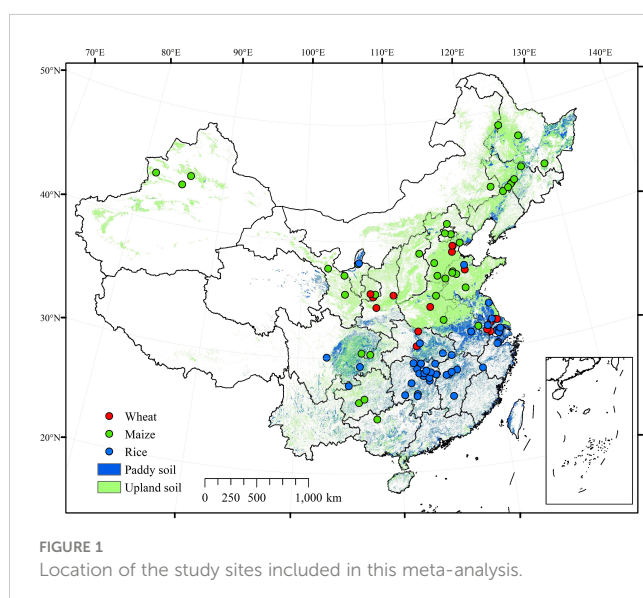 70°E 80°E 90°E 100°E 110°E 120°E 130°E 140°E
50°N
40°N
30°N
20°N
Wheat
Maize
Rice
Paddy soil
Upland soil
0 250 500 1,000 km
FIGURE 1
Location of the study sites included in this meta-analysis.